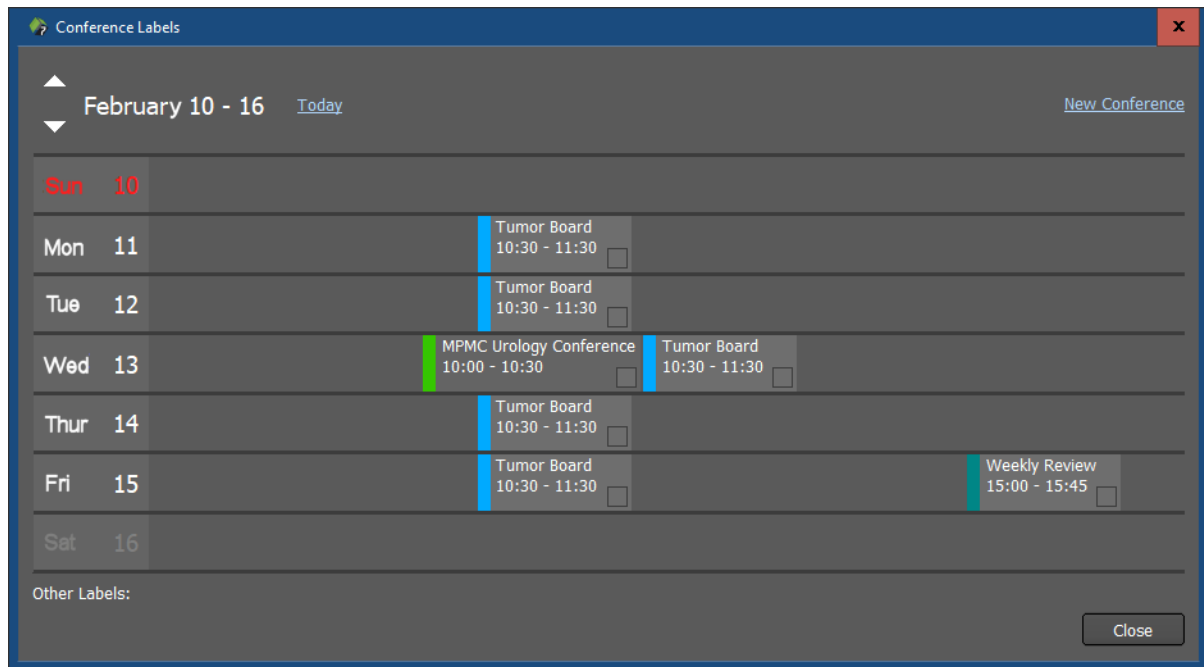 Conference Labels
x
February 10 - 16 Today New Conference
Sun 10
Mon 11
Tumor Board
10:30 - 11:30
Tue 12
Tumor Board
10:30 - 11:30
Wed 13
MPMC Urology Conference
10:00 - 10:30
Tumor Board
10:30 - 11:30
Thur 14
Tumor Board
10:30 - 11:30
Fri 15
Tumor Board
10:30 - 11:30
Weekly Review
15:00 - 15:45
Sat 16
Other Labels:
Close